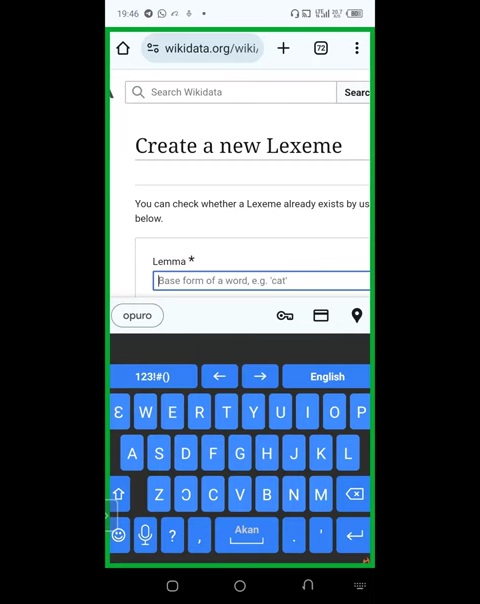 19:46
72
wikidata.org/wiki/
Search Wikidata
Searc
Create a new Lexeme
You can check whether a Lexeme already exists by us
below.
Lemma *
Base form of a word, e.g. 'cat'
opuro
123!#()
English
Ɛ W E R T Y U I O P
A S D F G H J K L
Z Ɔ C V B N M
? , Akan . '